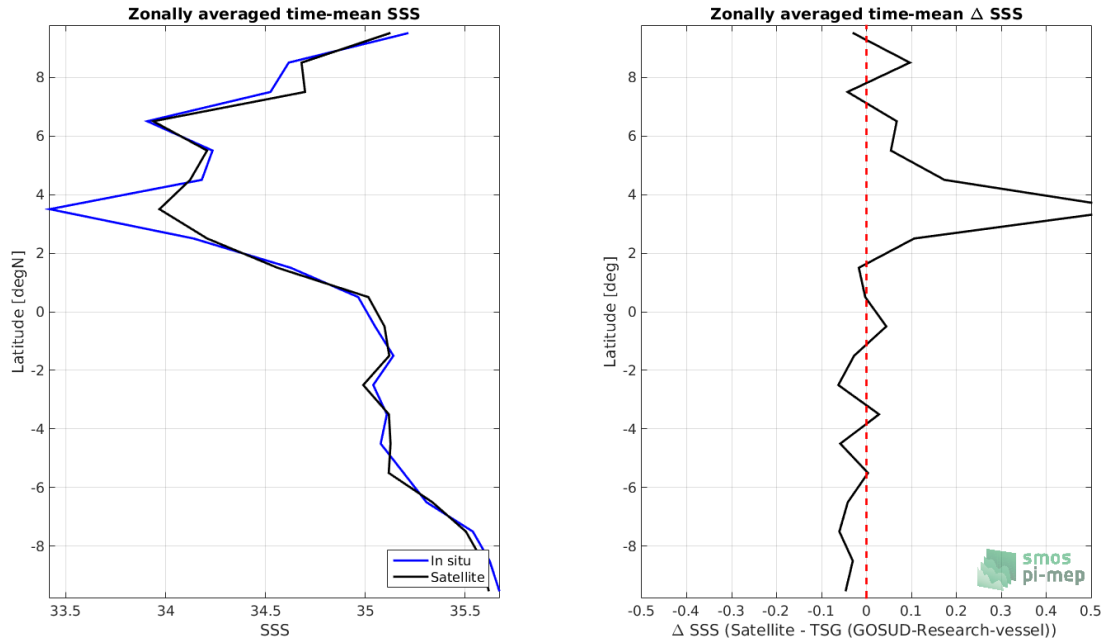 Zonally averaged time-mean SSS
8
6
4
2
0
-2
-4
-6
-8
Latitude [degN]
33.5 34 34.5 35 35.5
SSS
In situ
Satellite
Zonally averaged time-mean Δ SSS
8
6
4
2
0
-2
-4
-6
-8
Latitude [deg]
-0.5 -0.4 -0.3 -0.2 -0.1 0 0.1 0.2 0.3 0.4 0.5
Δ SSS (Satellite - TSG (GOSUD-Research-vessel))
smos
pi-mep